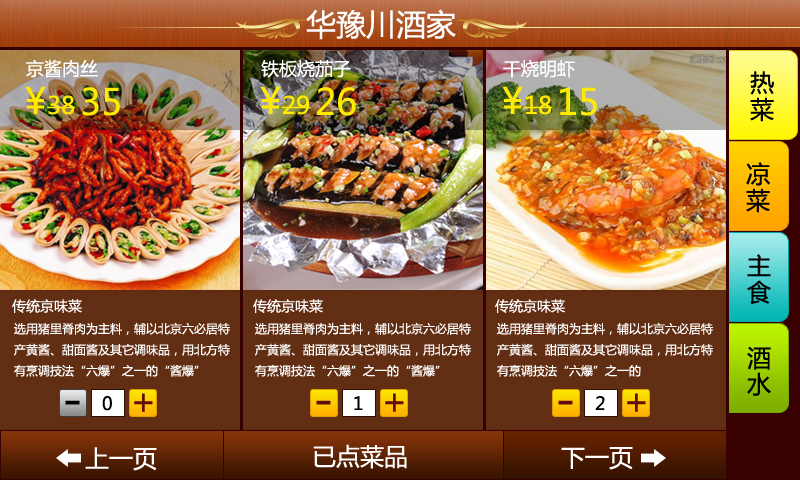 华豫川酒家
京酱肉丝
¥38 35
铁板烧茄子
¥29 26
干烧明虾
¥18 15
热菜
凉菜
主食
酒水
传统京味菜
选用猪里脊肉为主料，辅以北京六必居特
产黄酱、甜面酱及其它调味品，用北方特
有烹调技法“六爆”之一的“酱爆”
0
传统京味菜
选用猪里脊肉为主料，辅以北京六必居特
产黄酱、甜面酱及其它调味品，用北方特
有烹调技法“六爆”之一的“酱爆”
1
传统京味菜
选用猪里脊肉为主料，辅以北京六必居特
产黄酱、甜面酱及其它调味品，用北方特
有烹调技法“六爆”之一的
2
上一页
已点菜品
下一页